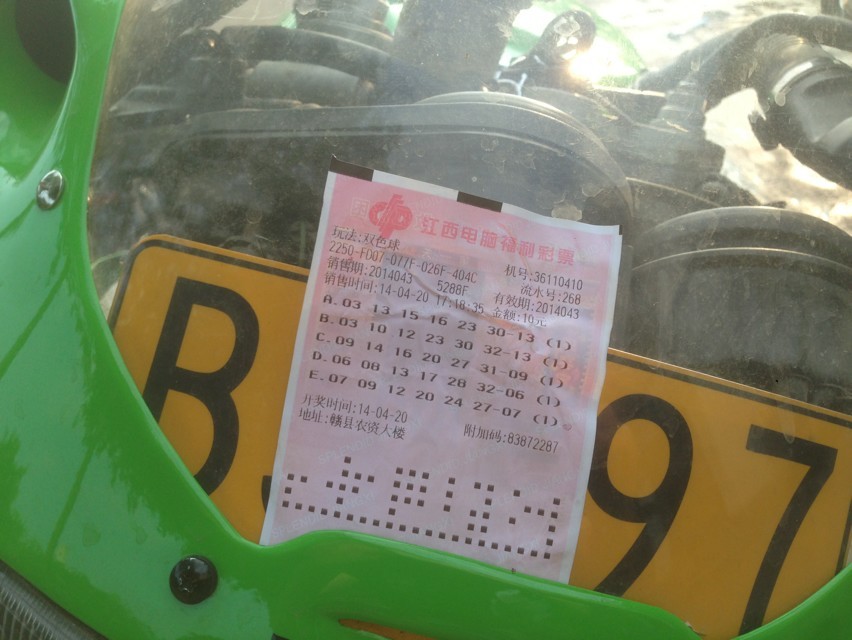 江西电脑福利彩票
玩法:双色球 机号:36110410
2250-FD07-077F-026F-404C 流水号:268
销售期:2014043 5288F 有效期:2014043
销售时间:14-04-20 17:18:35 金额:10元
A.03 13 15 16 23 30-13 (1)
B.03 10 12 23 30 32-13 (1)
C.09 14 16 20 27 31-09 (1)
D.06 08 13 17 28 32-06 (1)
E.07 09 12 20 24 27-07 (1)。
开奖时间:14-04-20 附加码:83872287
地址:赣县农资大楼
B 97